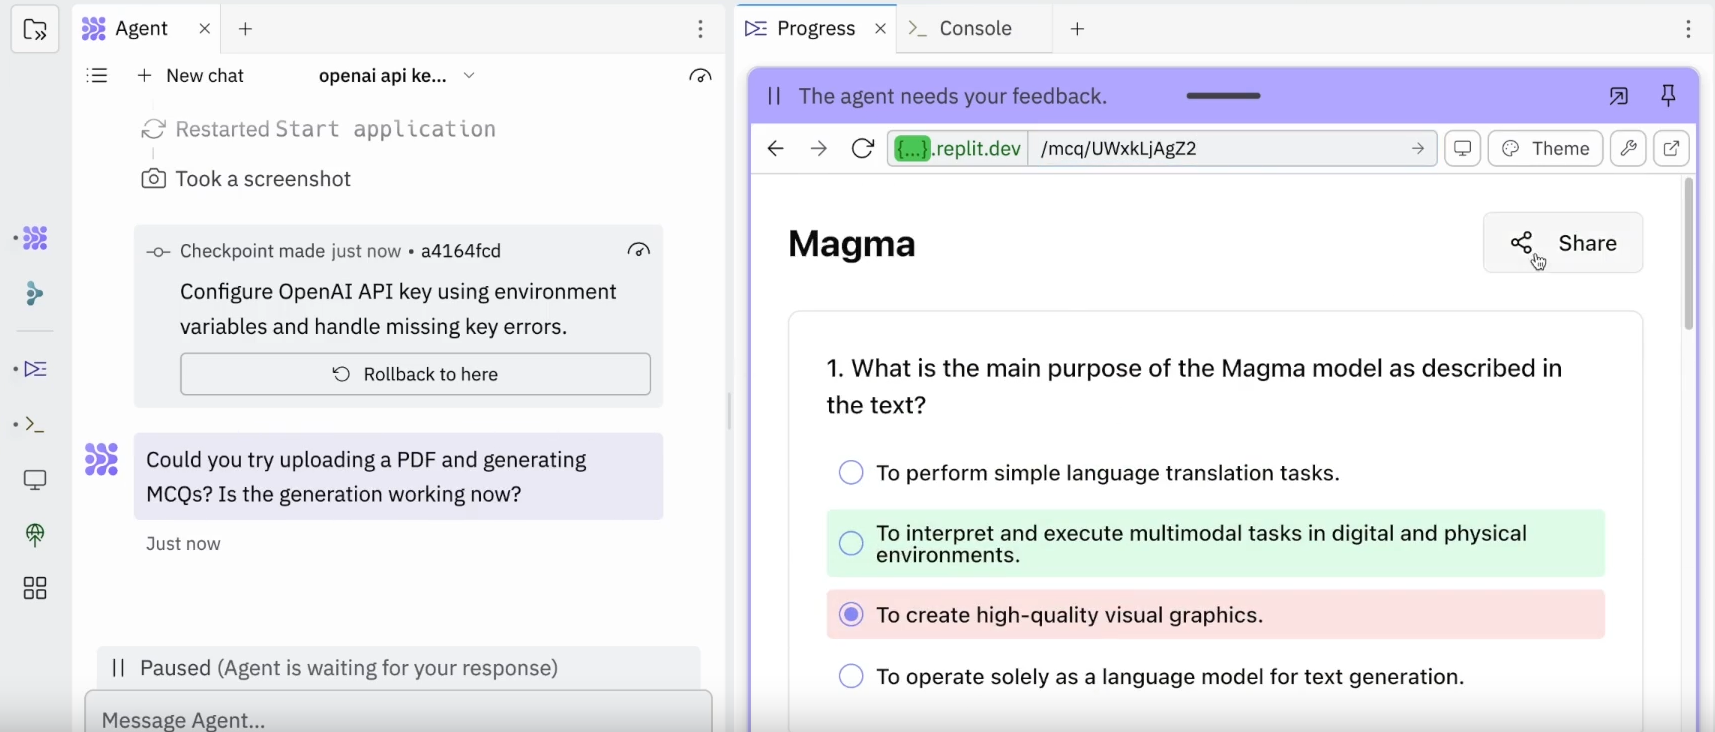 Agent
Progress
Console
New chat
openai api ke...
The agent needs your feedback.
Restarted Start application
{...}.replit.dev
/mcq/UWxkLjAgZ2
Theme
Took a screenshot
Checkpoint made just now • a4164fcd
Configure OpenAI API key using environment
variables and handle missing key errors.
Rollback to here
Could you try uploading a PDF and generating
MCQs? Is the generation working now?
Just now
Paused (Agent is waiting for your response)
Message Agent...
Magma
Share
1. What is the main purpose of the Magma model as described in
the text?
To perform simple language translation tasks.
To interpret and execute multimodal tasks in digital and physical
environments.
To create high-quality visual graphics.
To operate solely as a language model for text generation.